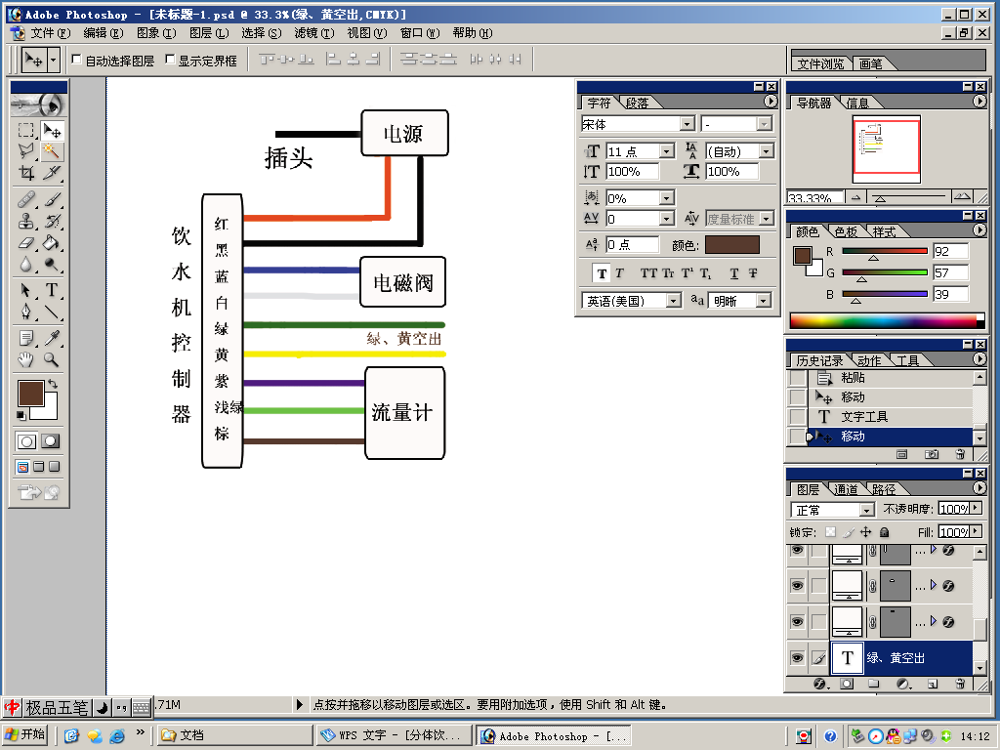 Adobe Photoshop - [未标题-1.psd @ 33.3%(绿、黄空出,CMYK)]
文件(F) 编辑(E) 图象(I) 图层(L) 选择(S) 滤镜(T) 视图(V) 窗口(W) 帮助(H)
自动选择图层 显示定界框
文件浏览 画笔
电源
插头
饮水机控制器
红
黑
蓝
白
绿
黄
紫
浅绿
棕
电磁阀
绿、黄空出
流量计
字符 段落
宋体 -
11 点 (自动)
100% 100%
0%
0 度量标准
0 点 颜色:
T T TT Tr T¹ T₁ T T
英语(美国) aa 明晰
导航器 信息
33.33%
颜色 色板 样式
R 92
G 57
B 39
历史记录 动作 工具
粘贴
移动
文字工具
移动
图层 通道 路径
正常 不透明度: 100%
锁定: Fill: 100%
...
...
...
T 绿、黄空出
中 极品五笔
.71M 点按并拖移以移动图层或选区。要用附加选项，使用 Shift 和 Alt 键。
开始 » 文档 WPS 文字 - [分体饮... Adobe Photoshop - [... 14:12